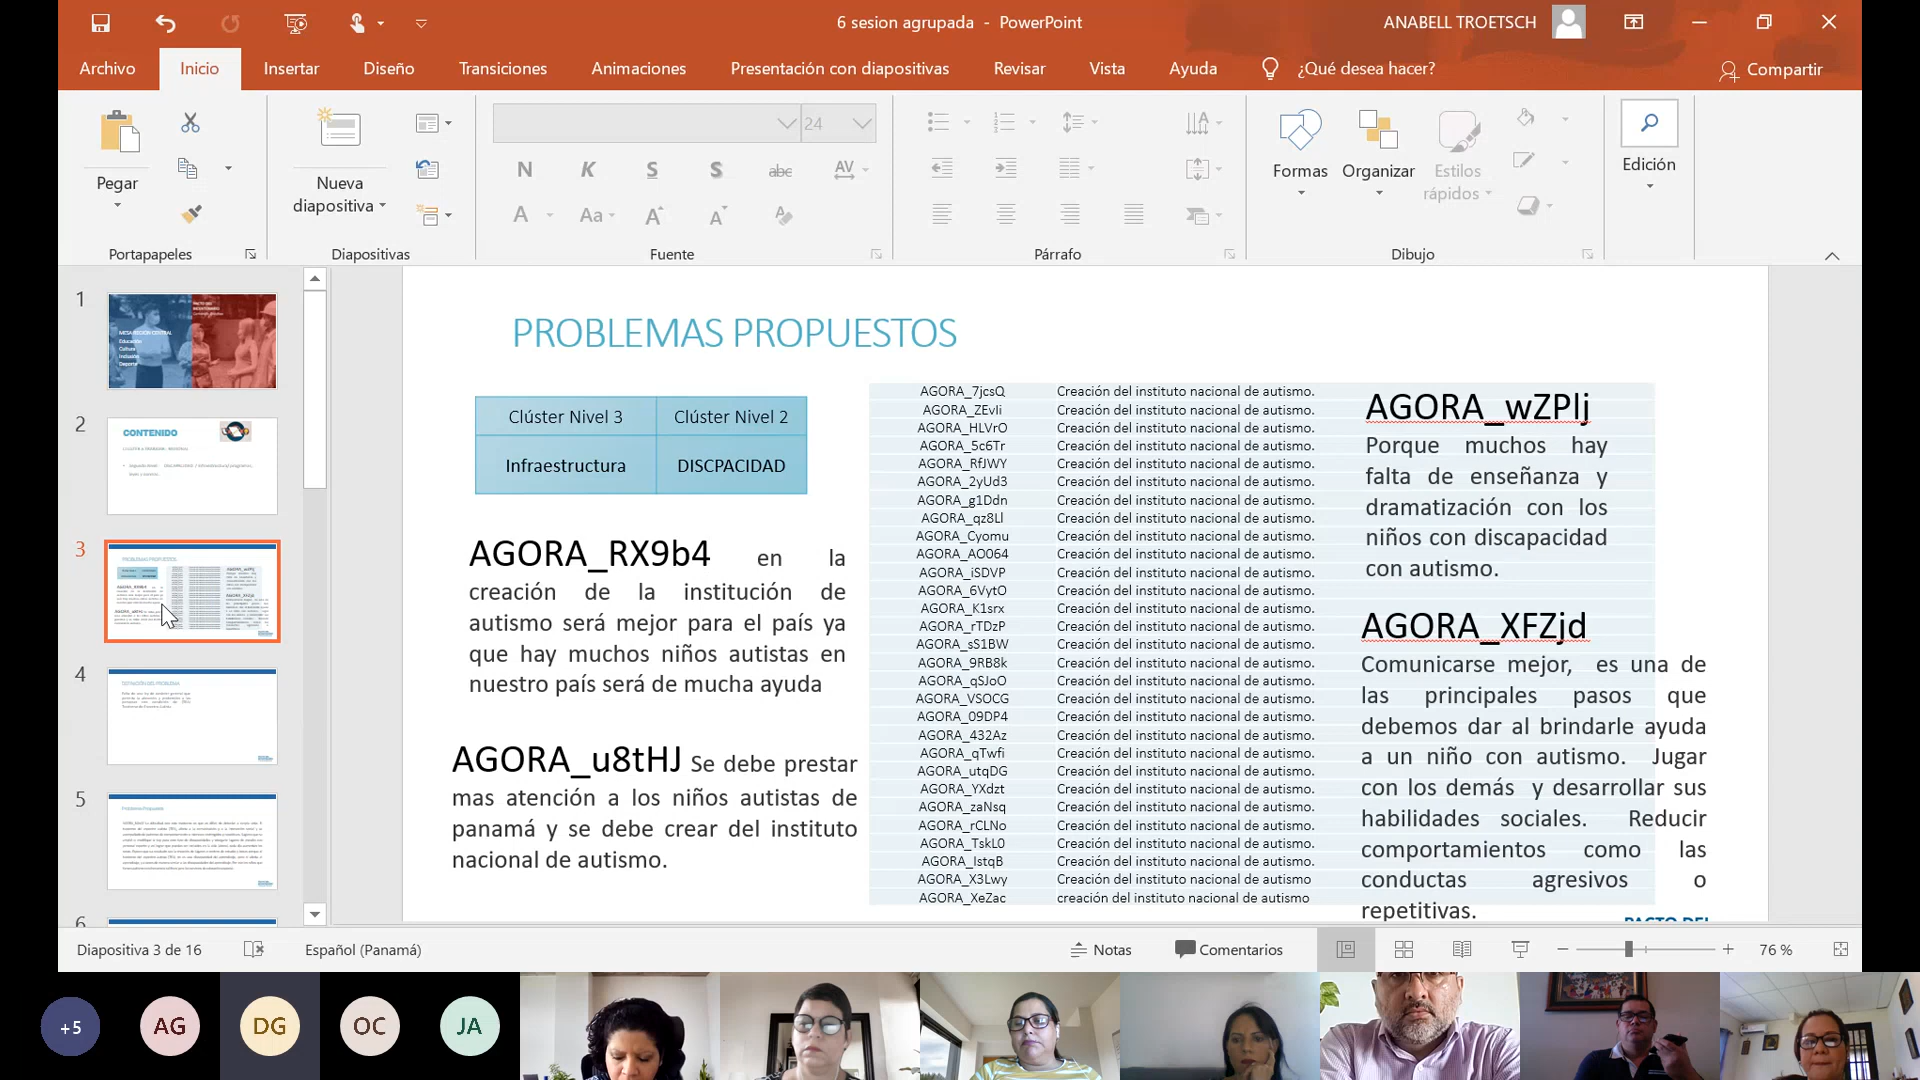 6 sesion agrupada - PowerPoint
ANABELL TROETSCH
Archivo Inicio Insertar Diseño Transiciones Animaciones Presentación con diapositivas Revisar Vista Ayuda ¿Qué desea hacer? Compartir
24
Pegar
Nueva diapositiva
N K S S abc AV
A Aa A A
Formas Organizar Estilos rápidos
Edición
Portapapeles Diapositivas Fuente Párrafo Dibujo
1
2
CONTENIDO
3
4
5
6
PROBLEMAS PROPUESTOS
Clúster Nivel 3 Clúster Nivel 2
Infraestructura DISCPACIDAD
AGORA_RX9b4 en la
creación de la institución de
autismo será mejor para el país ya
que hay muchos niños autistas en
nuestro país será de mucha ayuda
AGORA_u8tHJ Se debe prestar
mas atención a los niños autistas de
panamá y se debe crear del instituto
nacional de autismo.
AGORA_7jcsQ Creación del instituto nacional de autismo.
AGORA_ZEvIi Creación del instituto nacional de autismo.
AGORA_HLVrO Creación del instituto nacional de autismo.
AGORA_5c6Tr Creación del instituto nacional de autismo.
AGORA_RfJWY Creación del instituto nacional de autismo.
AGORA_2yUd3 Creación del instituto nacional de autismo.
AGORA_g1Ddn Creación del instituto nacional de autismo.
AGORA_qz8Ll Creación del instituto nacional de autismo.
AGORA_Cyomu Creación del instituto nacional de autismo.
AGORA_AO064 Creación del instituto nacional de autismo.
AGORA_iSDVP Creación del instituto nacional de autismo.
AGORA_6VytO Creación del instituto nacional de autismo.
AGORA_K1srx Creación del instituto nacional de autismo.
AGORA_rTDzP Creación del instituto nacional de autismo.
AGORA_sS1BW Creación del instituto nacional de autismo.
AGORA_9RB8k Creación del instituto nacional de autismo.
AGORA_qSJoO Creación del instituto nacional de autismo.
AGORA_VSOCG Creación del instituto nacional de autismo.
AGORA_09DP4 Creación del instituto nacional de autismo.
AGORA_432Az Creación del instituto nacional de autismo.
AGORA_qTwfi Creación del instituto nacional de autismo.
AGORA_utqDG Creación del instituto nacional de autismo.
AGORA_YXdzt Creación del instituto nacional de autismo.
AGORA_zaNsq Creación del instituto nacional de autismo.
AGORA_rCLNo Creación del instituto nacional de autismo.
AGORA_TskL0 Creación del instituto nacional de autismo.
AGORA_IstqB Creación del instituto nacional de autismo.
AGORA_X3Lwy Creación del instituto nacional de autismo
AGORA_XeZac creación del instituto nacional de autismo
AGORA_wZPlj
Porque muchos hay
falta de enseñanza y
dramatización con los
niños con discapacidad
con autismo.
AGORA_XFZjd
Comunicarse mejor, es una de
las principales pasos que
debemos dar al brindarle ayuda
a un niño con autismo. Jugar
con los demás y desarrollar sus
habilidades sociales. Reducir
comportamientos como las
conductas agresivos o
repetitivas.
PACTO DEL
Diapositiva 3 de 16 Español (Panamá) Notas Comentarios 76 %
+5 AG DG OC JA